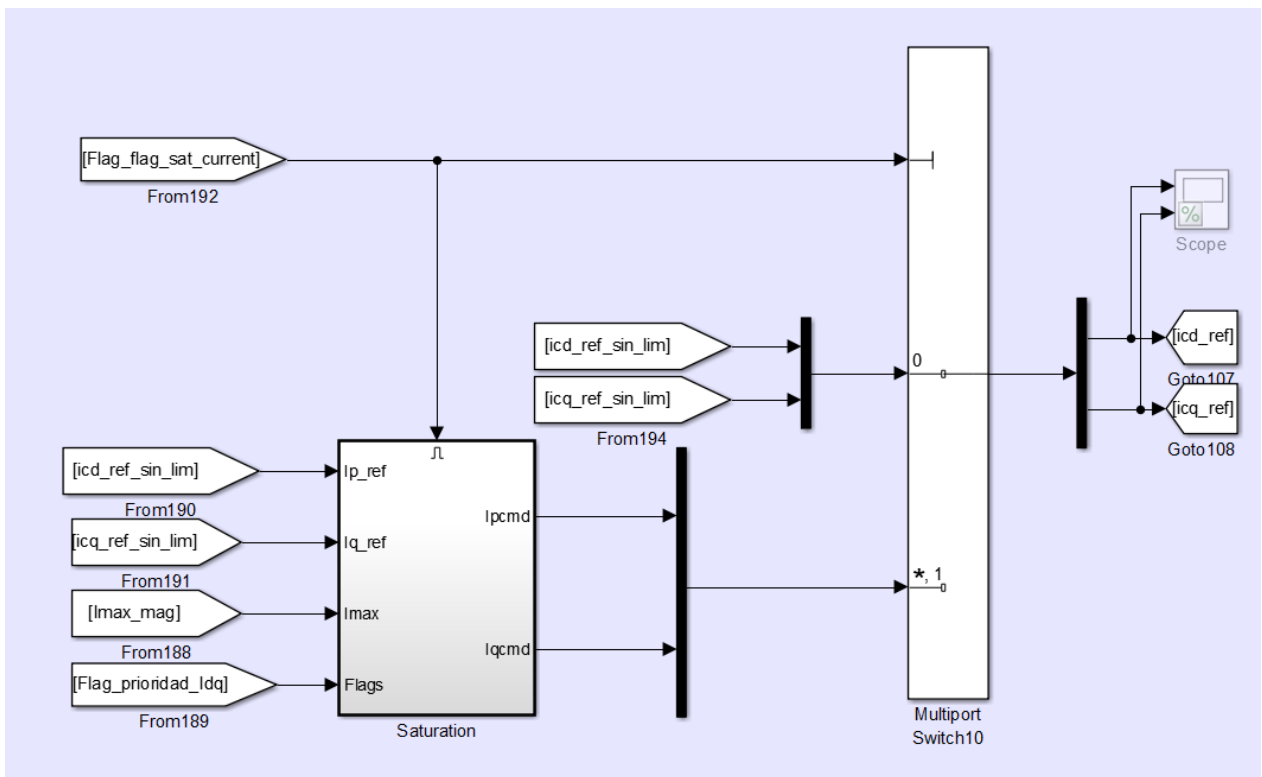 [Flag_flag_sat_current]
From192
Scope
[icd_ref_sin_lim]
[icq_ref_sin_lim]
From194
0
[icd_ref]
Goto107
[icq_ref]
Goto108
[icd_ref_sin_lim]
From190
[icq_ref_sin_lim]
From191
[Imax_mag]
From188
[Flag_prioridad_Idq]
From189
Ip_ref
Iq_ref
Imax
Flags
Ipcmd
Iqcmd
Saturation
*, 1
Multiport
Switch10
%